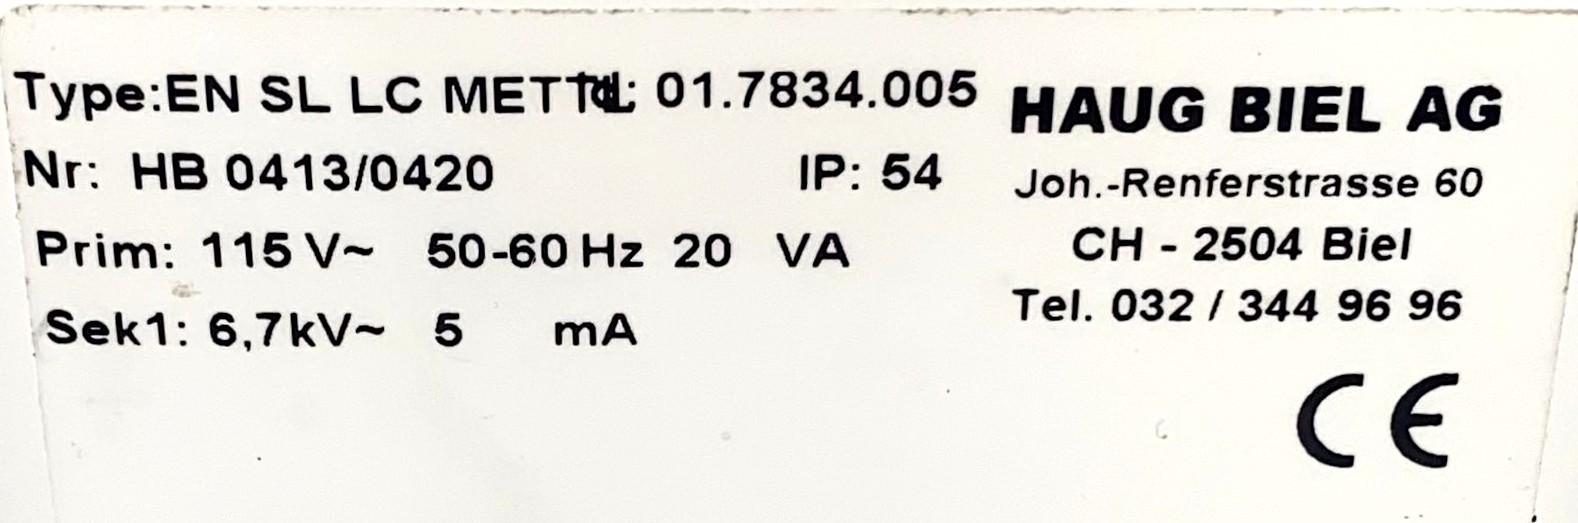 Type:EN SL LC 01.7834.005
Nr: HB 0413/0420 IP: 54
Prim: 115 V~ 50-60 Hz 20 VA
Sek1: 6,7kV~ 5 mA
HAUG BIEL AG
Joh.-Renferstrasse 60
CH - 2504 Biel
Tel. 032 / 344 96 96
CE